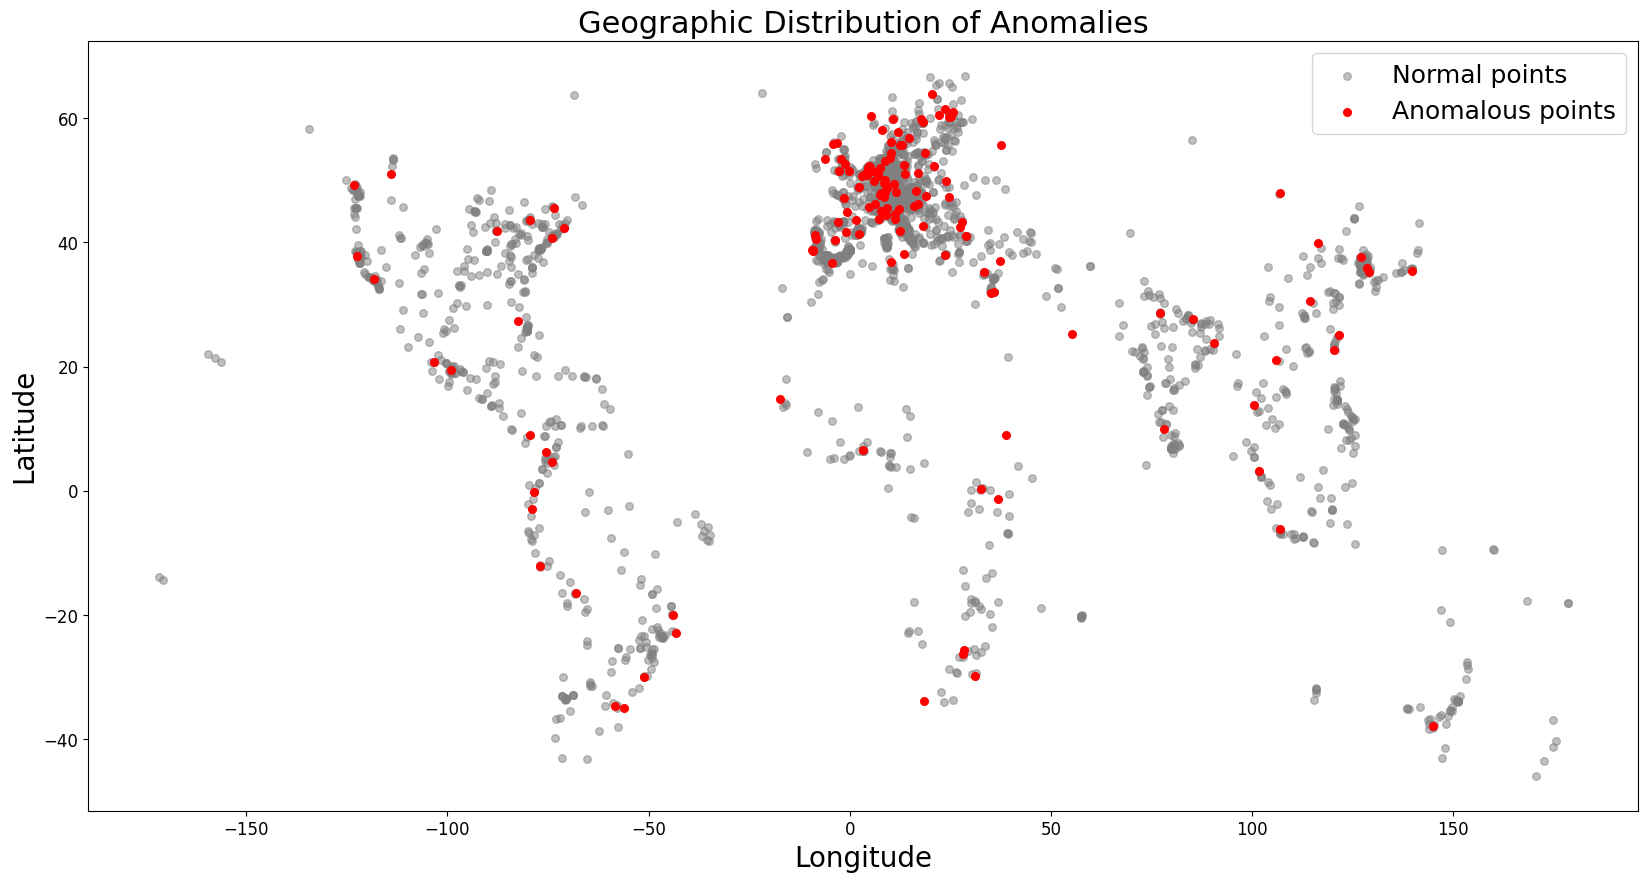 Geographic Distribution of Anomalies
Normal points
Anomalous points
Latitude
60
40
20
0
−20
−40
−150
−100
−50
0
50
100
150
Longitude